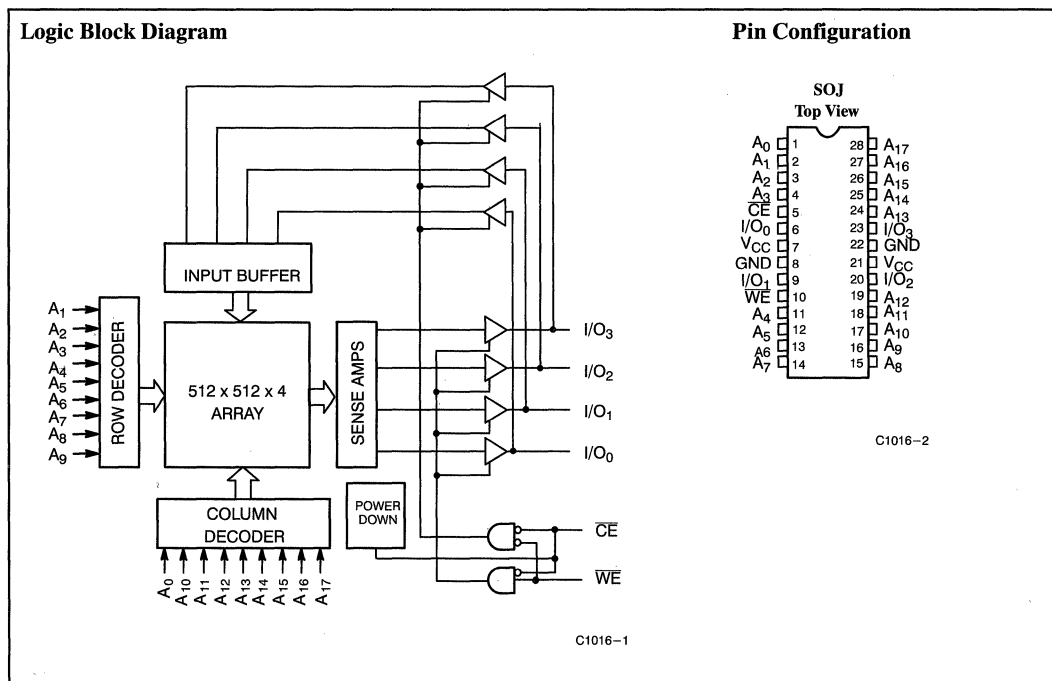 Logic Block Diagram
INPUT BUFFER
A1
A2
A3
A4
A5
A6
A7
A8
A9
ROW DECODER
512 x 512 x 4
ARRAY
SENSE AMPS
I/O3
I/O2
I/O1
I/O0
COLUMN
DECODER
POWER
DOWN
A0
A10
A11
A12
A13
A14
A15
A16
A17
C̅E̅
W̅E̅
C1016-1
Pin Configuration
SOJ
Top View
A0 1 28 A17
A1 2 27 A16
A2 3 26 A15
A3 4 25 A14
C̅E̅ 5 24 A13
I/O0 6 23 I/O3
VCC 7 22 GND
GND 8 21 VCC
I/O1 9 20 I/O2
W̅E̅ 10 19 A12
A4 11 18 A11
A5 12 17 A10
A6 13 16 A9
A7 14 15 A8
C1016-2